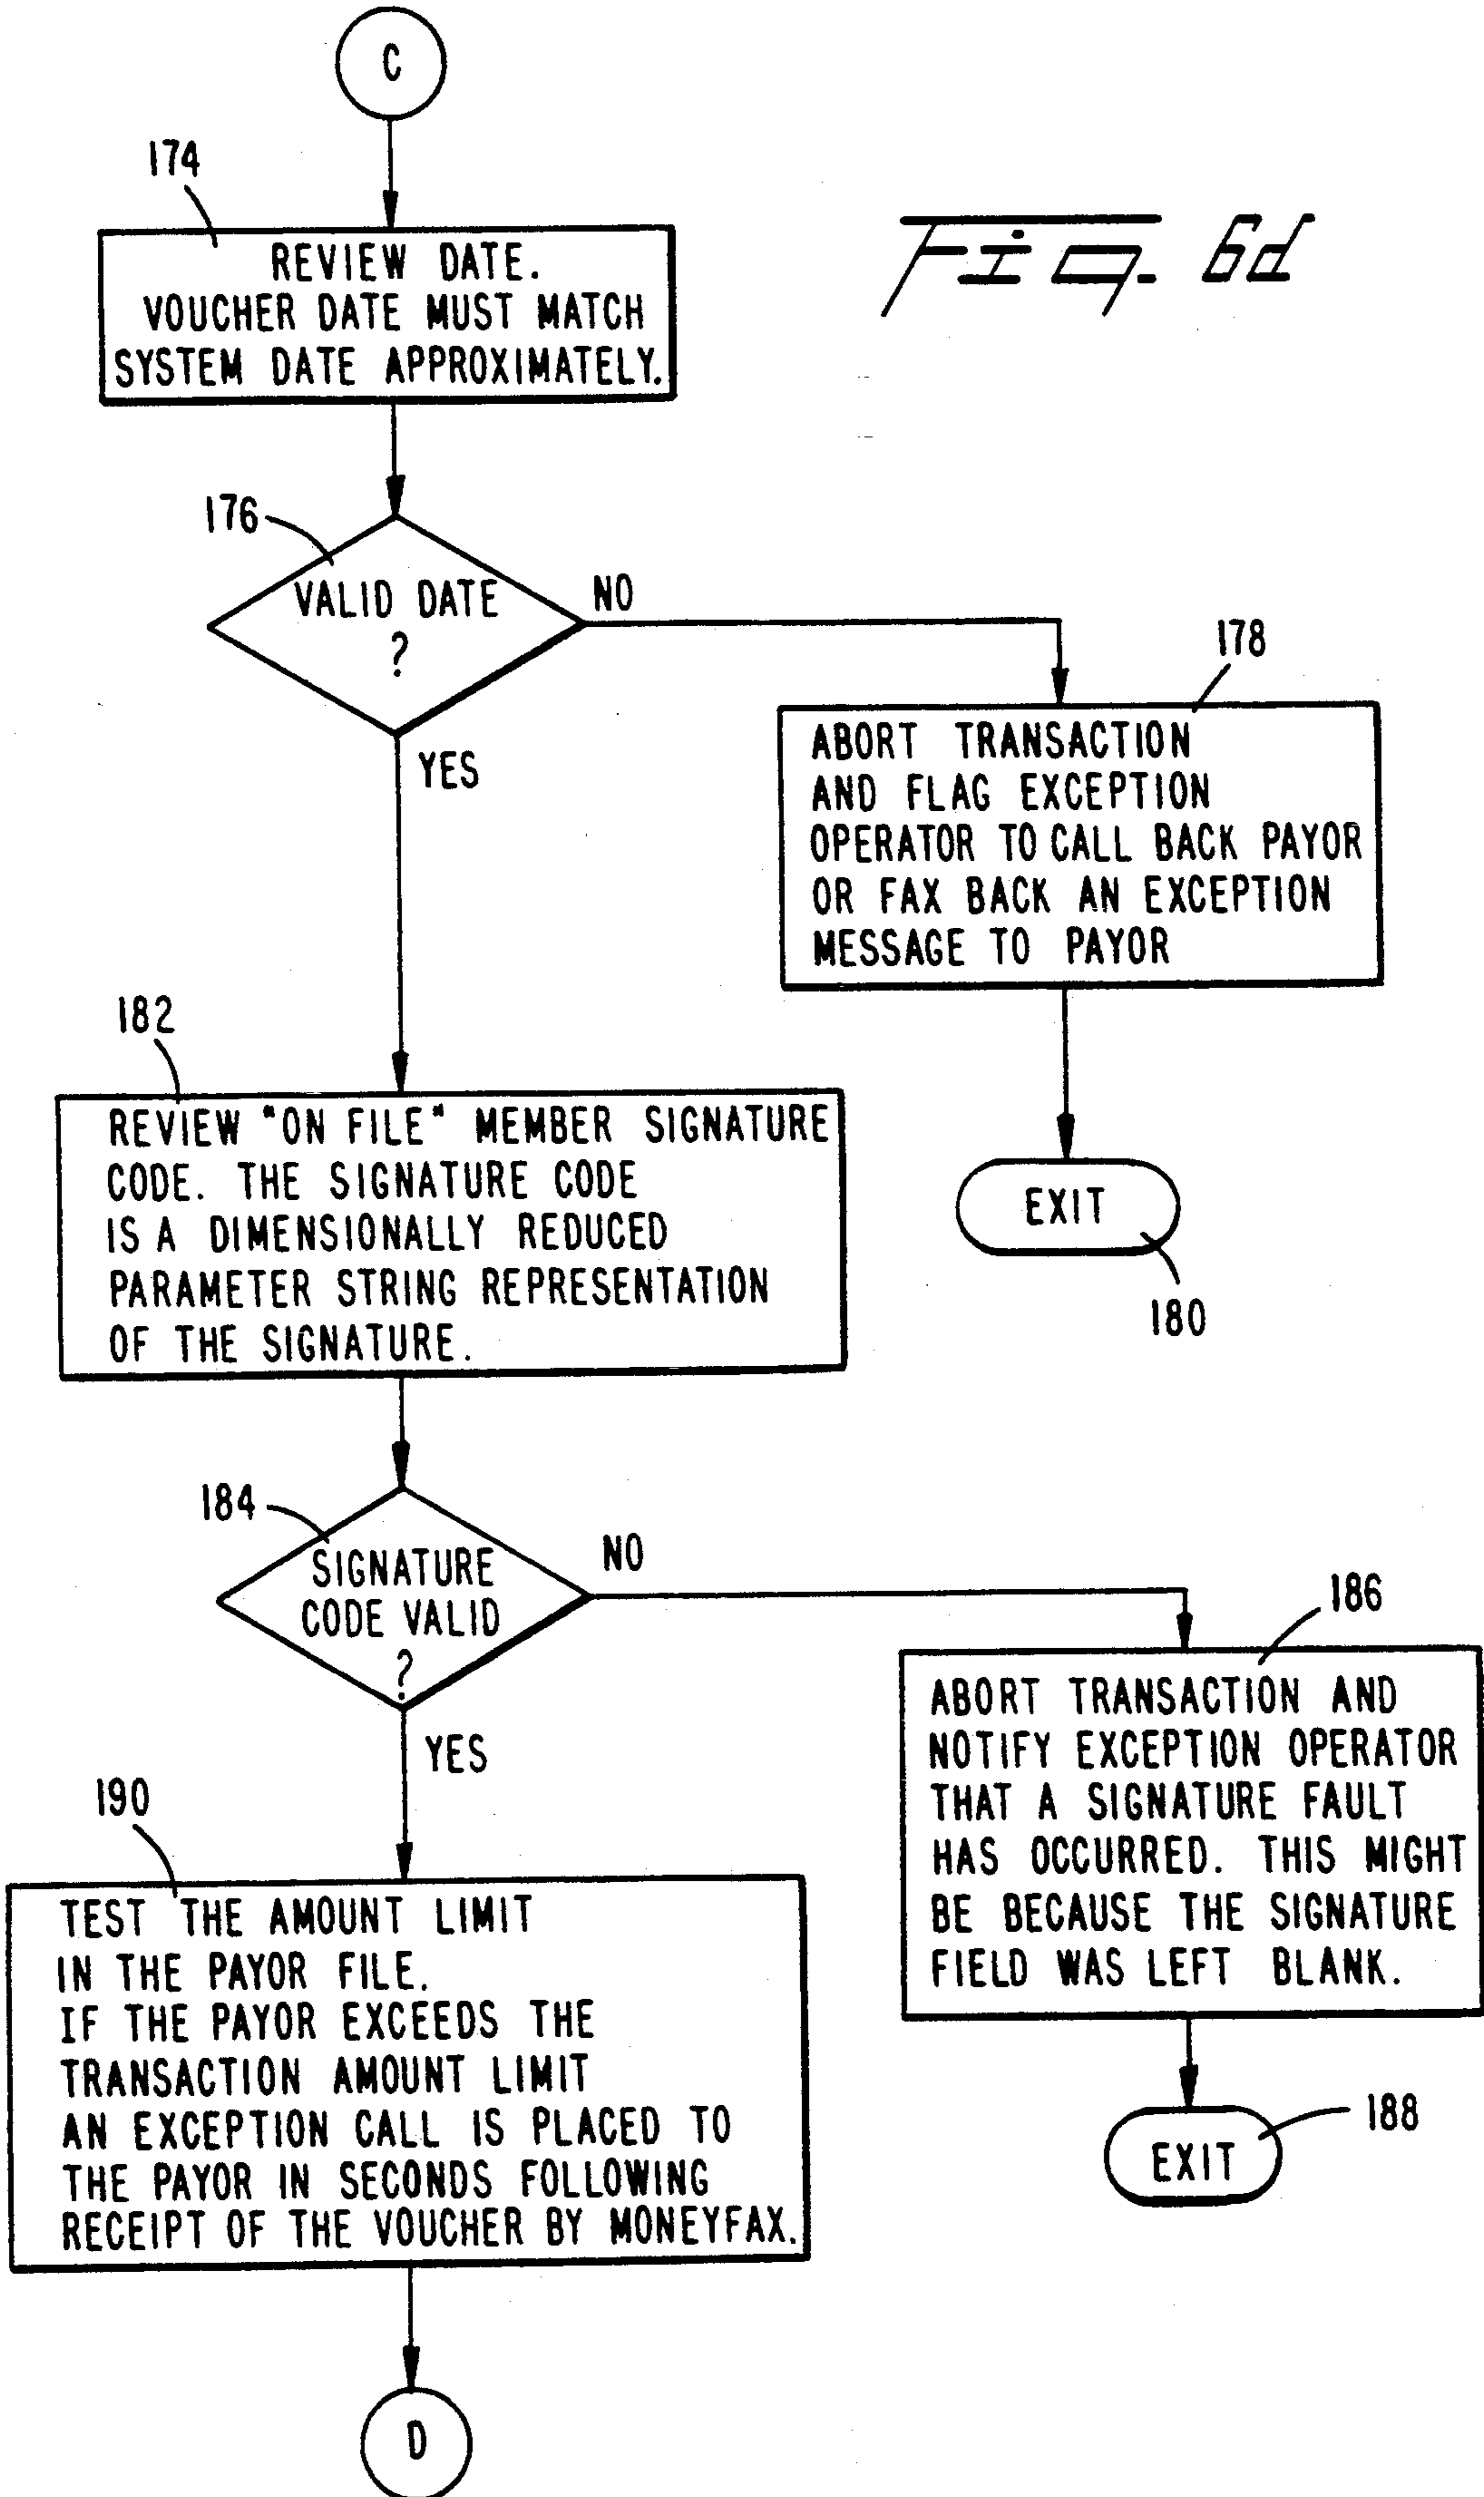 C
174
Fig. 6d
REVIEW DATE.
VOUCHER DATE MUST MATCH
SYSTEM DATE APPROXIMATELY.
176
VALID DATE
?
NO
YES
178
ABORT TRANSACTION
AND FLAG EXCEPTION
OPERATOR TO CALL BACK PAYOR
OR FAX BACK AN EXCEPTION
MESSAGE TO PAYOR
EXIT
180
182
REVIEW "ON FILE" MEMBER SIGNATURE
CODE. THE SIGNATURE CODE
IS A DIMENSIONALLY REDUCED
PARAMETER STRING REPRESENTATION
OF THE SIGNATURE.
184
SIGNATURE
CODE VALID
?
NO
YES
186
ABORT TRANSACTION AND
NOTIFY EXCEPTION OPERATOR
THAT A SIGNATURE FAULT
HAS OCCURRED. THIS MIGHT
BE BECAUSE THE SIGNATURE
FIELD WAS LEFT BLANK.
188
EXIT
190
TEST THE AMOUNT LIMIT
IN THE PAYOR FILE.
IF THE PAYOR EXCEEDS THE
TRANSACTION AMOUNT LIMIT
AN EXCEPTION CALL IS PLACED TO
THE PAYOR IN SECONDS FOLLOWING
RECEIPT OF THE VOUCHER BY MONEYFAX.
D